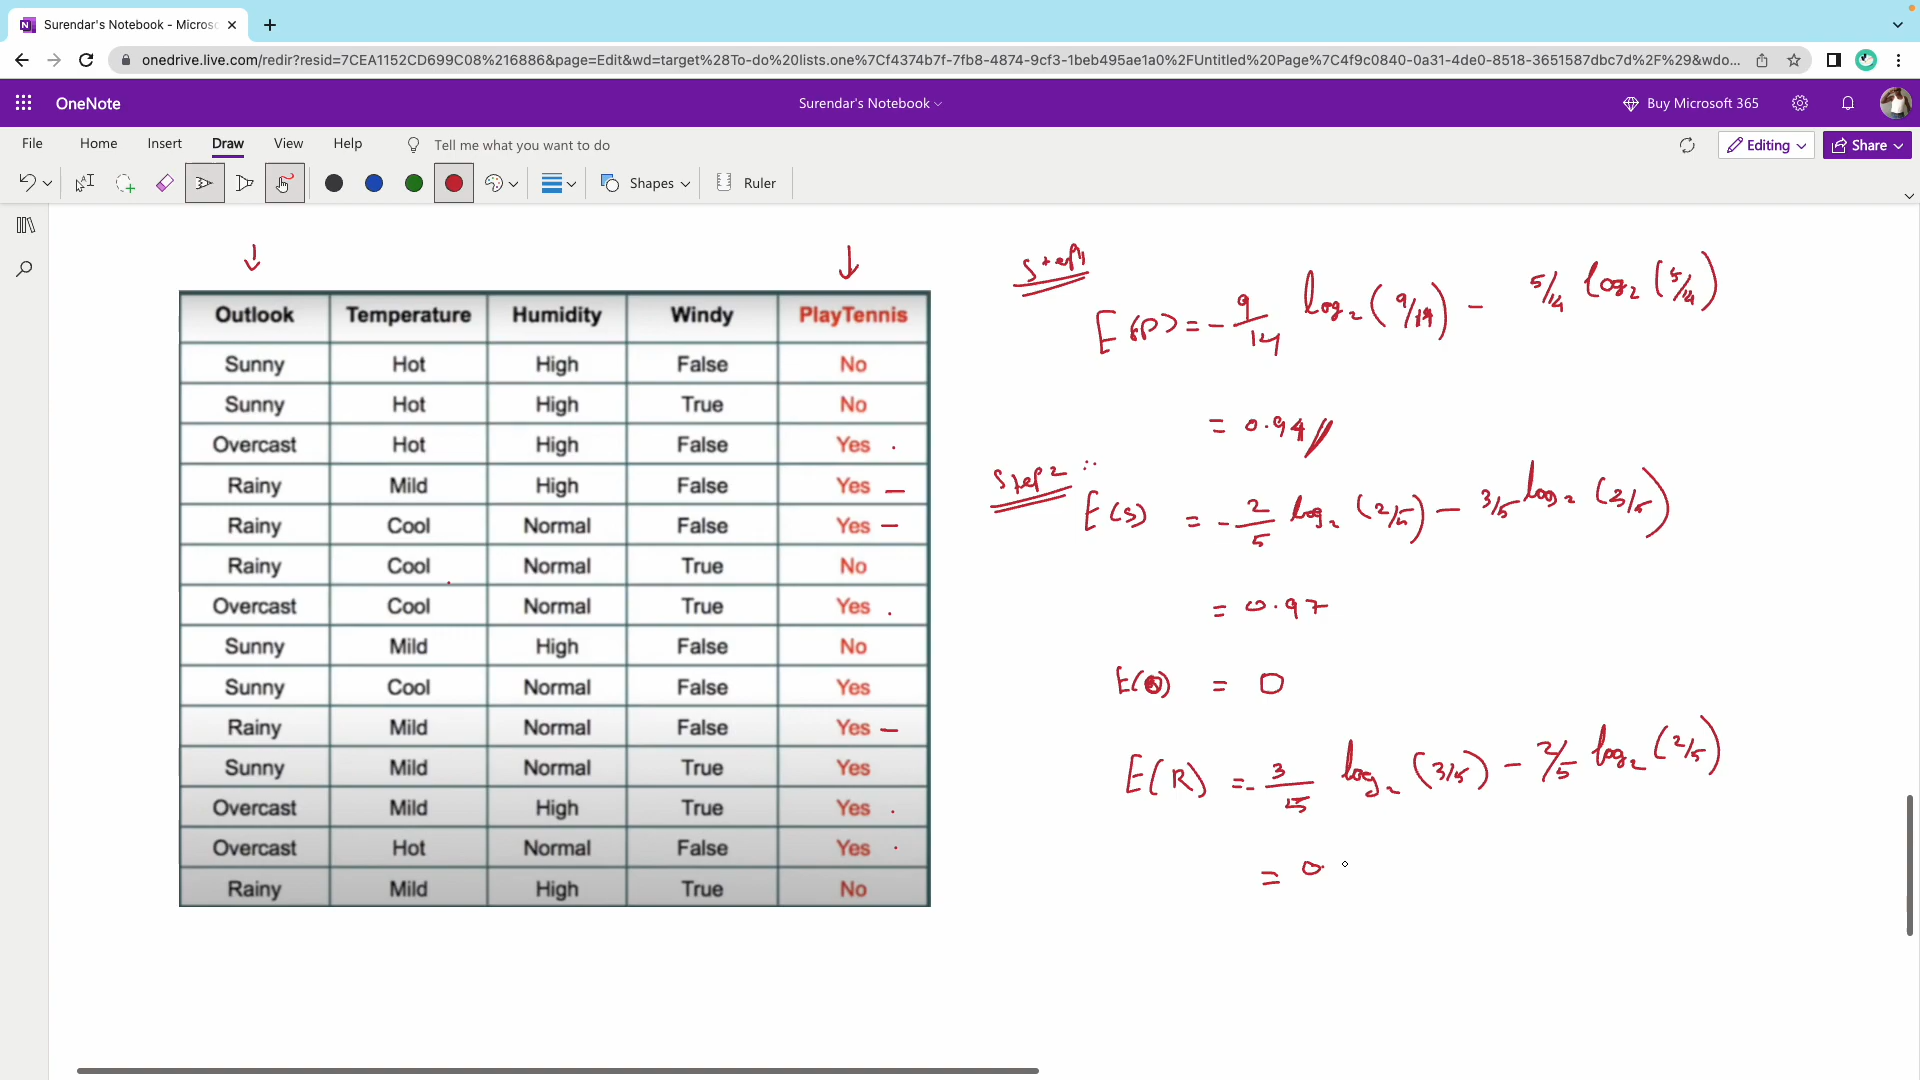 Surendar's Notebook - Micros
onedrive.live.com/redir?resid=7CEA1152CD699C08%216886&page=Edit&wd=target%28To-do%20lists.one%7Cf4374b7f-7fb8-4874-9cf3-1beb495ae1a0%2FUntitled%20Page%7C4f9c0840-0a31-4de0-8518-3651587dbc7d%2F%29&wdo...
OneNote
Surendar's Notebook
Buy Microsoft 365
File Home Insert Draw View Help Tell me what you want to do
Editing Share
Shapes Ruler
Outlook Temperature Humidity Windy PlayTennis
Sunny Hot High False No
Sunny Hot High True No
Overcast Hot High False Yes
Rainy Mild High False Yes
Rainy Cool Normal False Yes
Rainy Cool Normal True No
Overcast Cool Normal True Yes
Sunny Mild High False No
Sunny Cool Normal False Yes
Rainy Mild Normal False Yes
Sunny Mild Normal True Yes
Overcast Mild High True Yes
Overcast Hot Normal False Yes
Rainy Mild High True No
Step 1
E(P) = - 9/14 log₂ (9/14) - 5/14 log₂ (5/14)
= 0.94
Step 2 :
E(S) = - 2/5 log₂ (2/5) - 3/5 log₂ (3/5)
= 0.97
E(O) = 0
E(R) = - 3/5 log₂ (3/5) - 2/5 log₂ (2/5)
= 0.